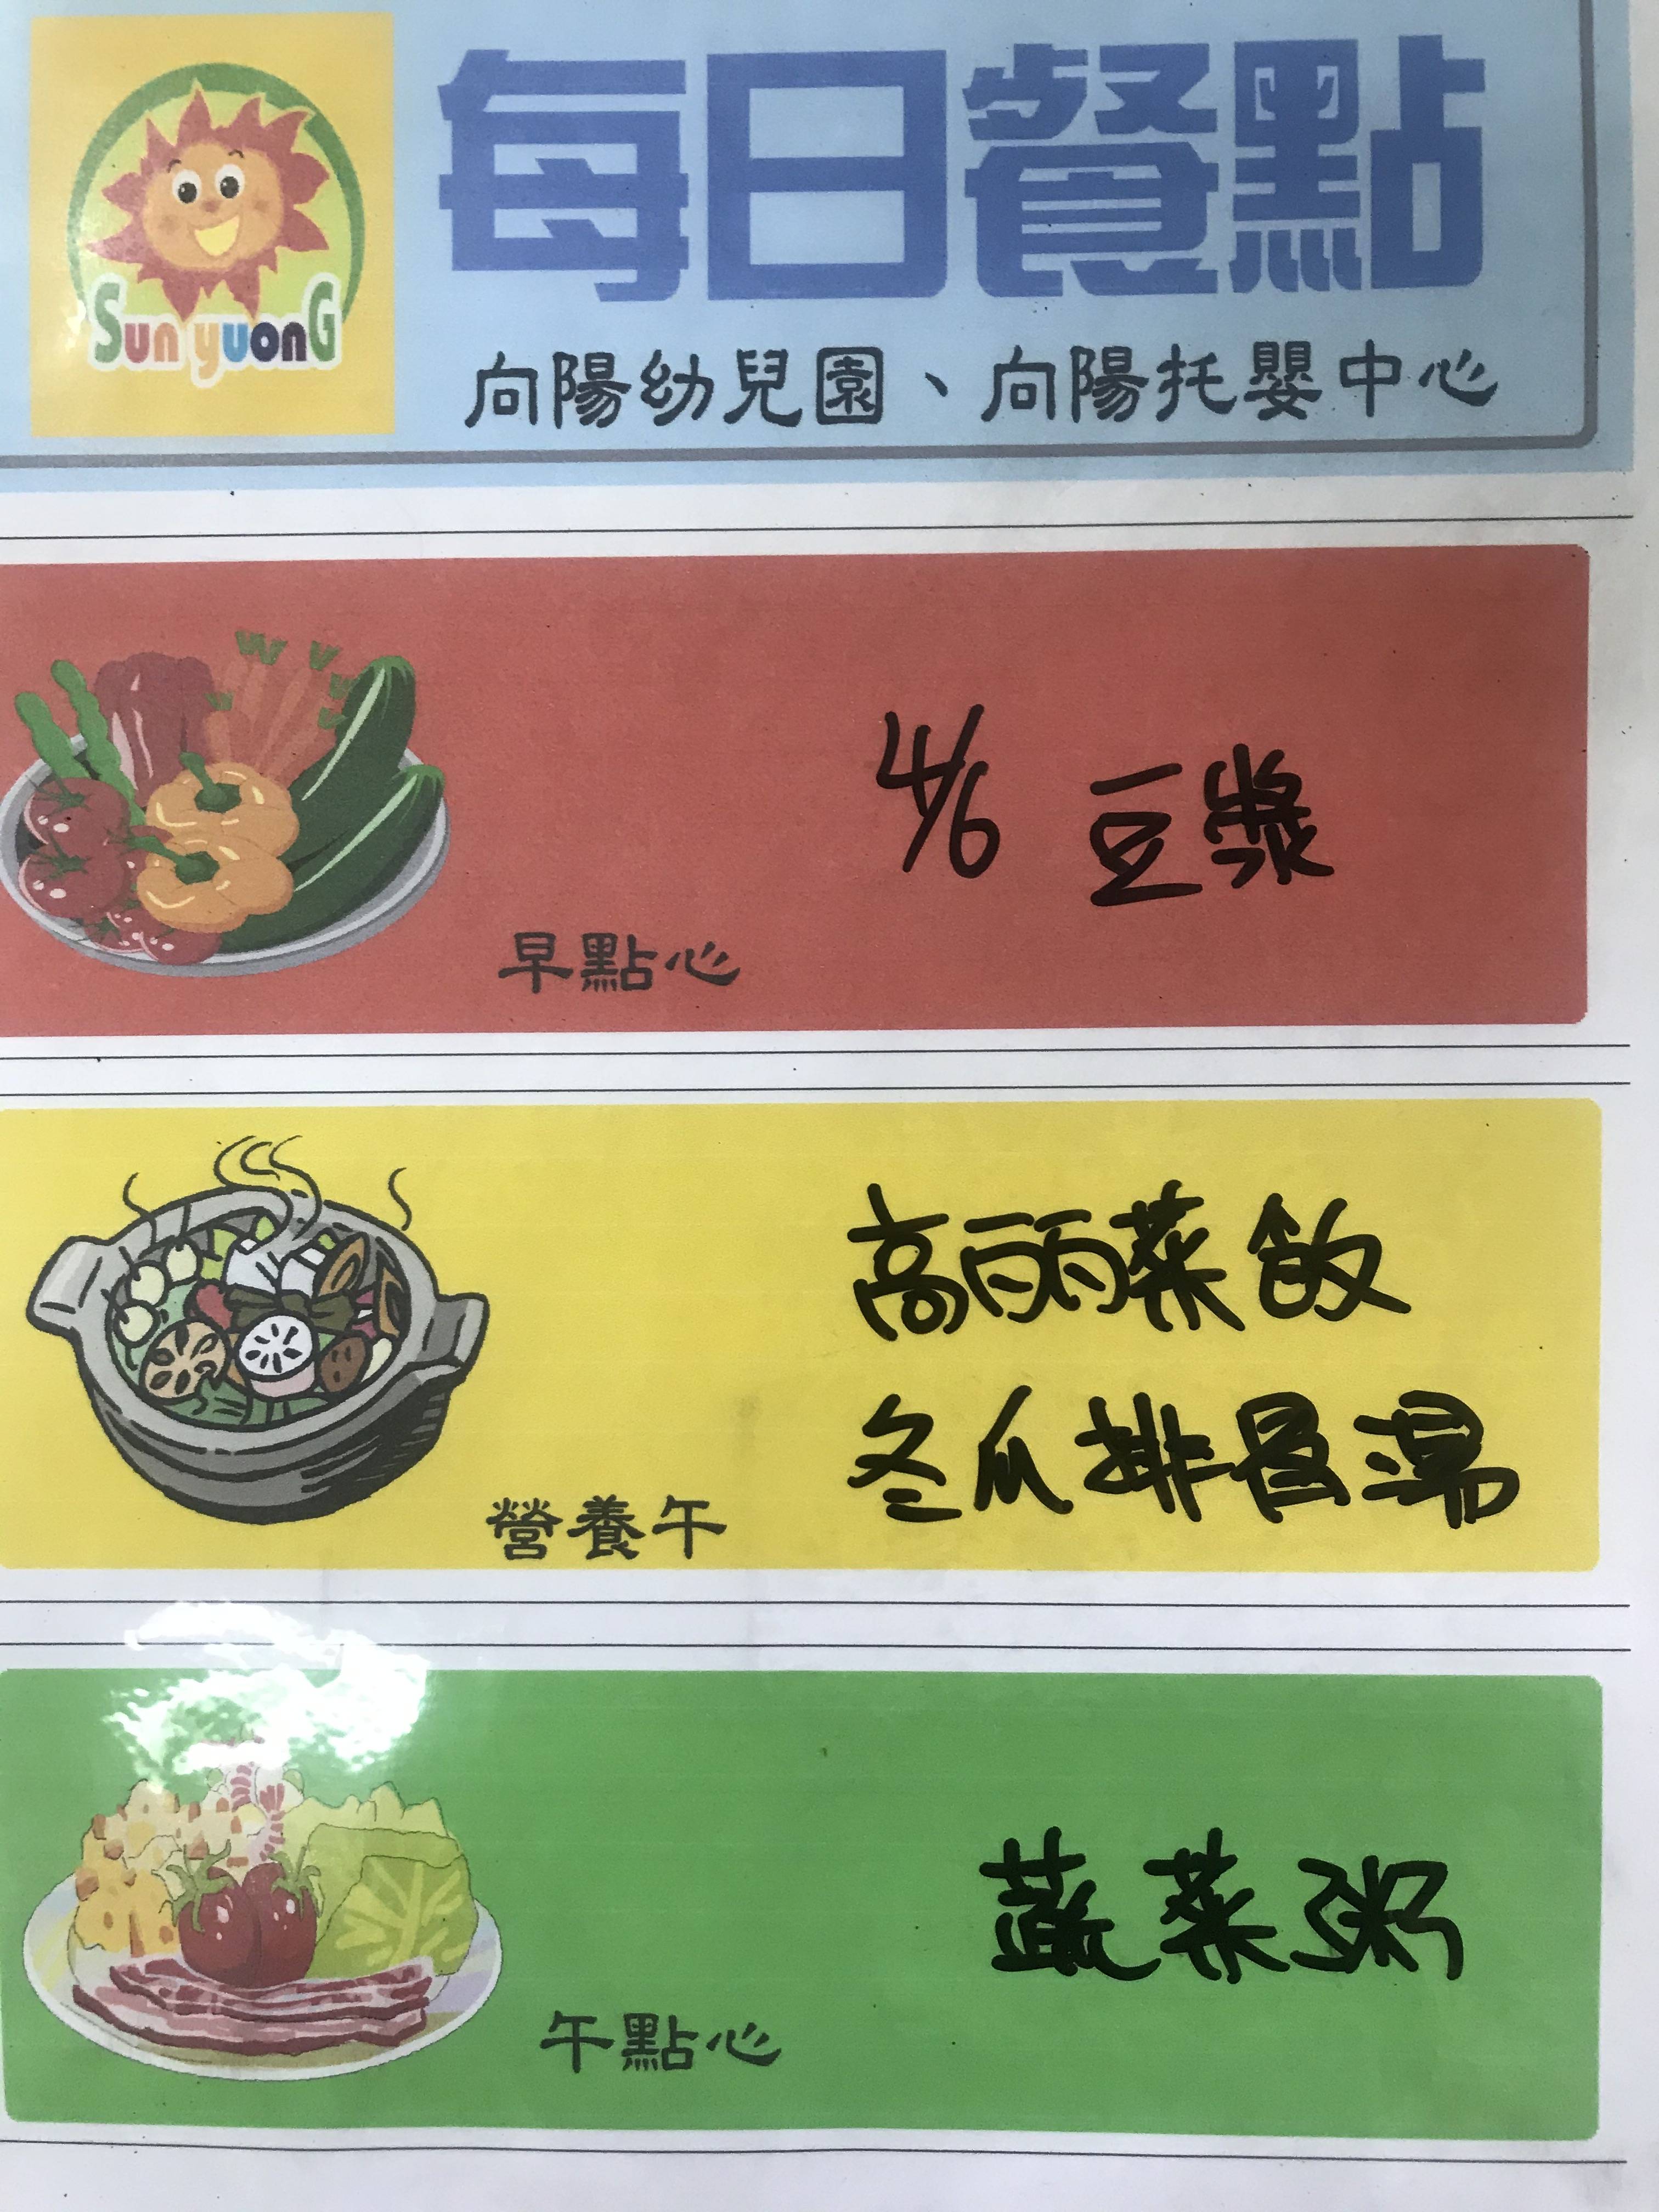 每日餐點
Sun yuonG
向陽幼兒園、向陽托嬰中心
4/6 豆漿
早點心
高丽菜飯
冬瓜排骨湯
營養午
蔬菜粥
午點心